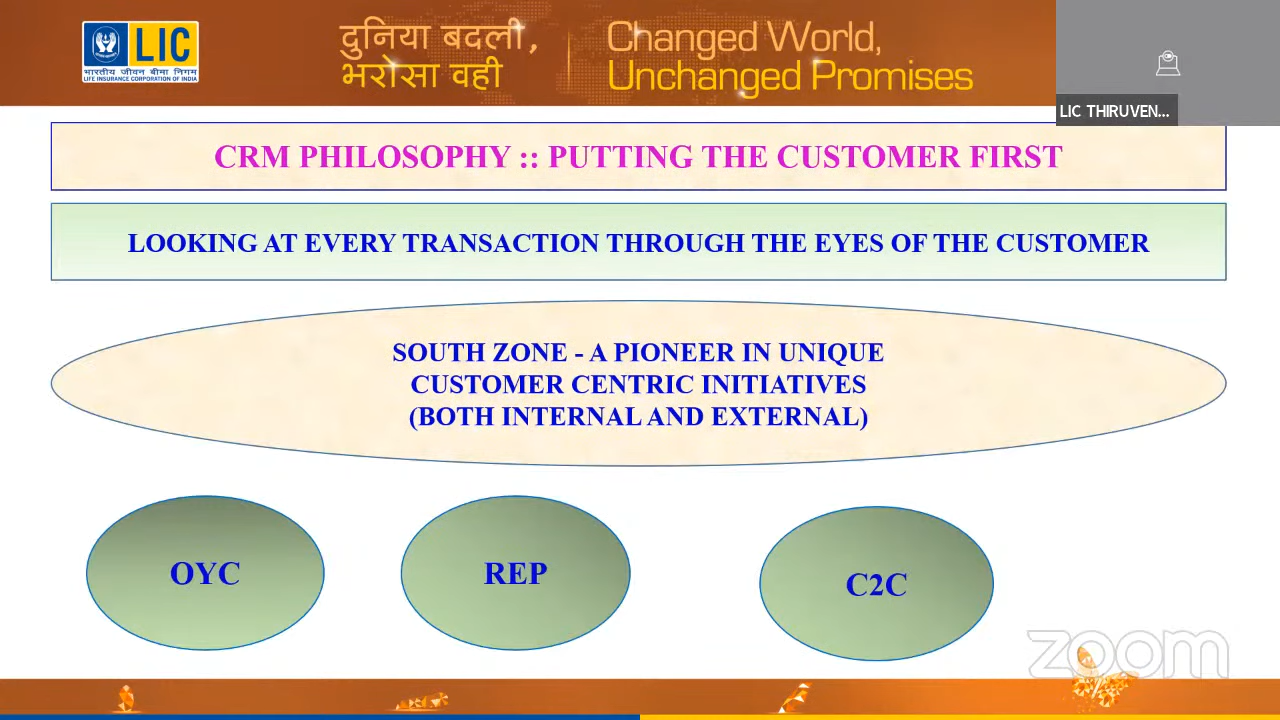 LIC
भारतीय जीवन बीमा निगम
LIFE INSURANCE CORPORATION OF INDIA
दुनिया बदली,
भरोसा वही
Changed World,
Unchanged Promises
LIC THIRUVEN...
CRM PHILOSOPHY :: PUTTING THE CUSTOMER FIRST
LOOKING AT EVERY TRANSACTION THROUGH THE EYES OF THE CUSTOMER
SOUTH ZONE - A PIONEER IN UNIQUE
CUSTOMER CENTRIC INITIATIVES
(BOTH INTERNAL AND EXTERNAL)
OYC
REP
C2C
zoom